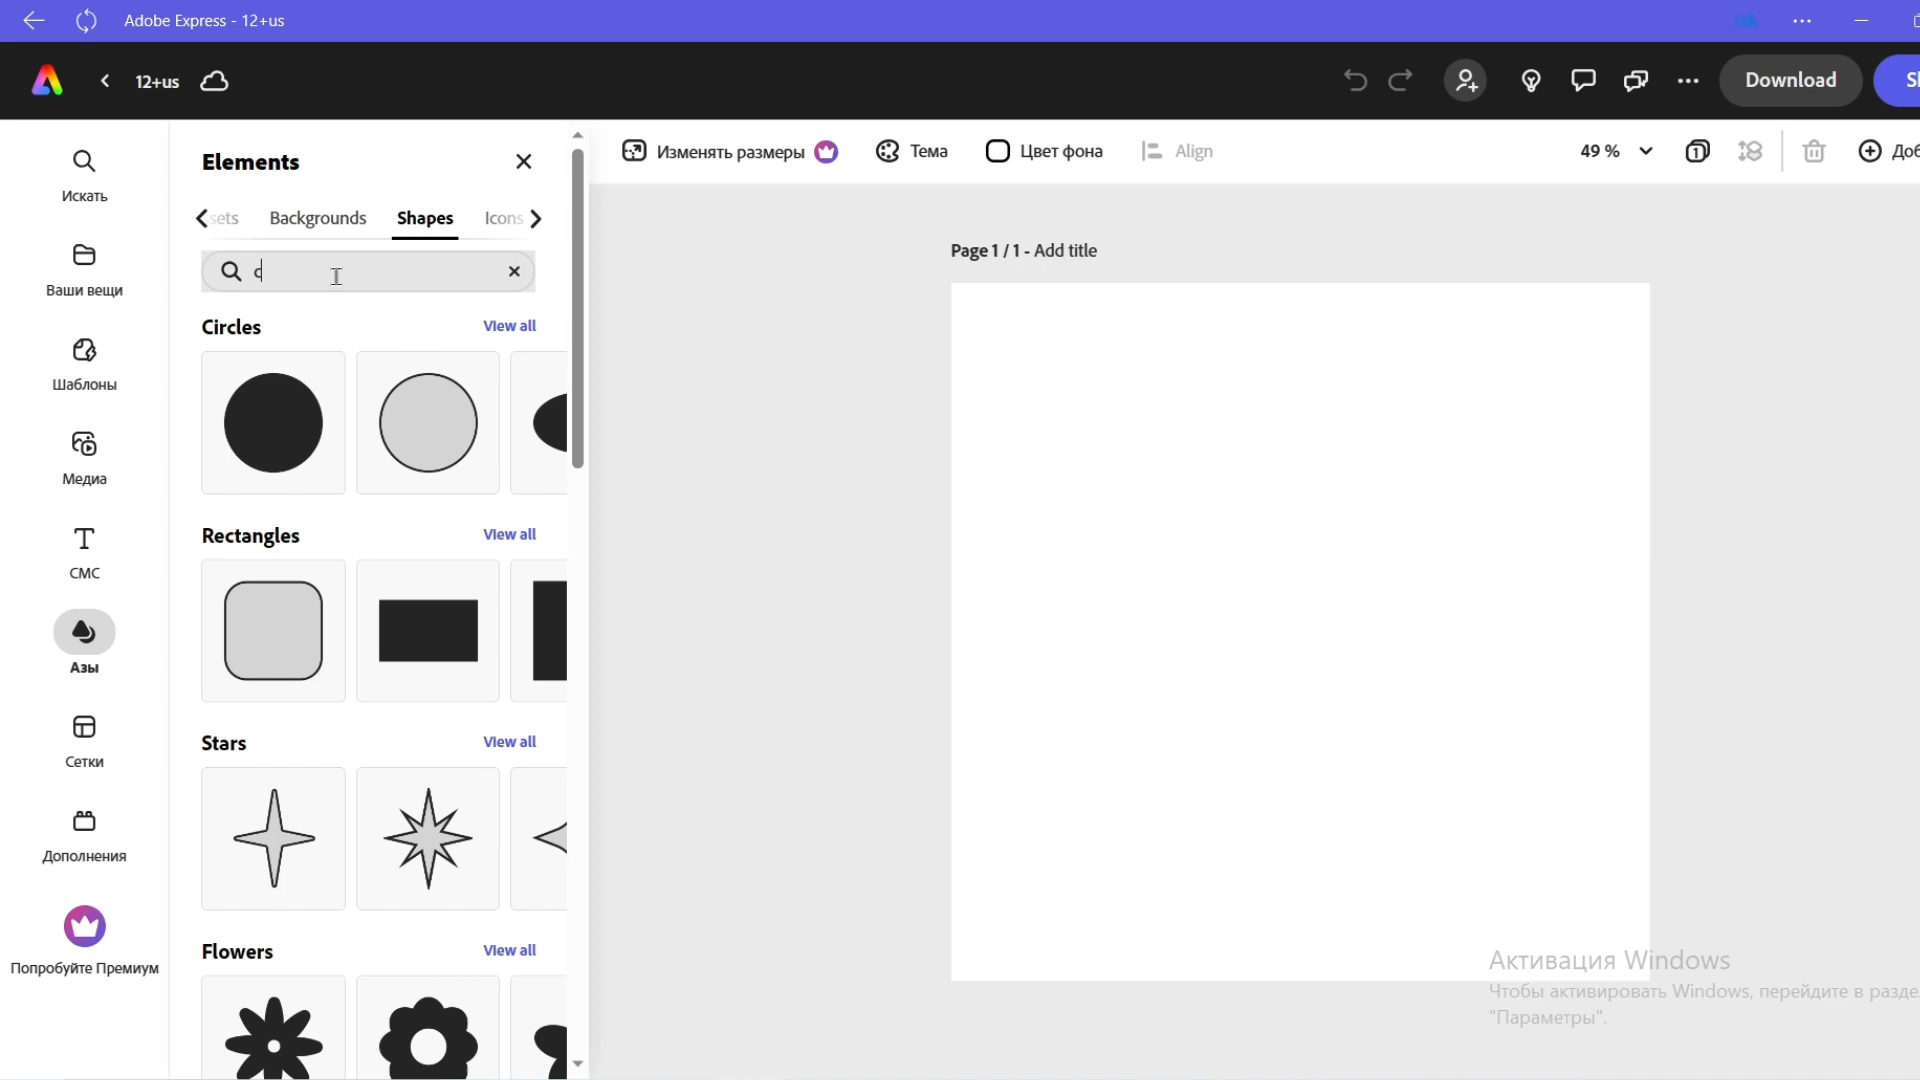 Adobe Express - 12+us
12+us
Download
Искать
Ваши вещи
Шаблоны
Медиа
СМС
Азы
Сетки
Дополнения
Попробуйте Премиум
Elements
sets Backgrounds Shapes Icons
c
Circles View all
Rectangles View all
Stars View all
Flowers View all
Изменять размеры Тема Цвет фона Align 49 % 1
Page 1 / 1 - Add title
Активация Windows
Чтобы активировать Windows, перейдите в
"Параметры".